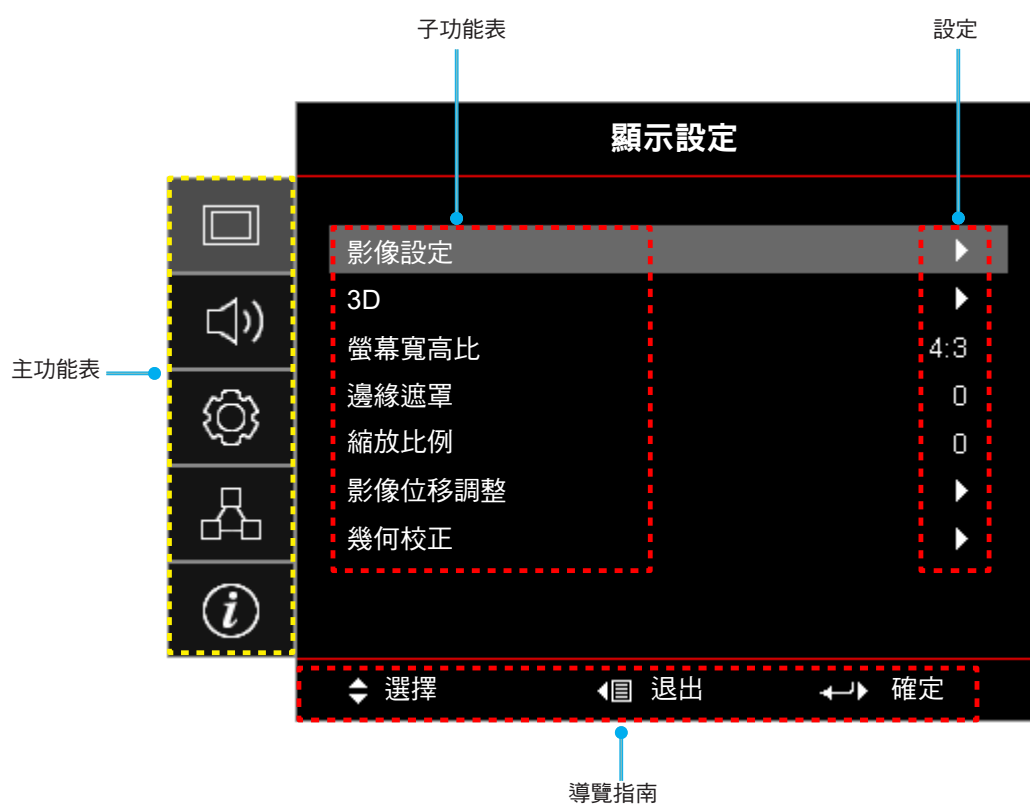 子功能表 設定
顯示設定
影像設定
3D
螢幕寬高比 4:3
邊緣遮罩 0
縮放比例 0
影像位移調整
幾何校正
主功能表
選擇 退出 確定
導覽指南